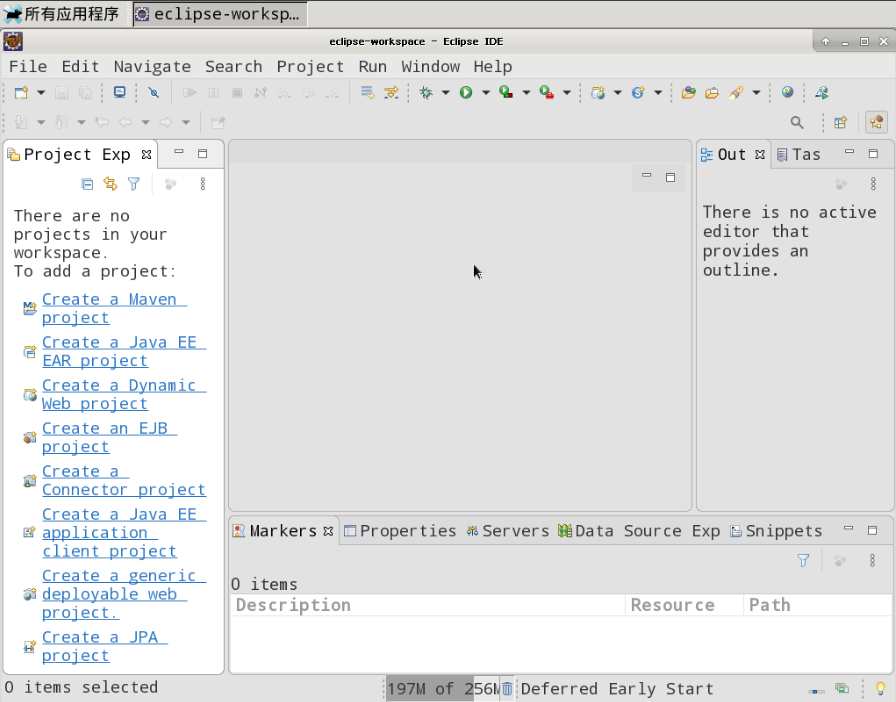 所有应用程序
eclipse-worksp…
eclipse-workspace - Eclipse IDE
File Edit Navigate Search Project Run Window Help
Project Exp
There are no
projects in your
workspace.
To add a project:
Create a Maven
project
Create a Java EE
EAR project
Create a Dynamic
Web project
Create an EJB
project
Create a
Connector project
Create a Java EE
application
client project
Create a generic
deployable web
project.
Create a JPA
project
Out
Tas
There is no active
editor that
provides an
outline.
Markers
Properties
Servers
Data Source Exp
Snippets
0 items
Description
Resource
Path
0 items selected
197M of 256M
Deferred Early Start